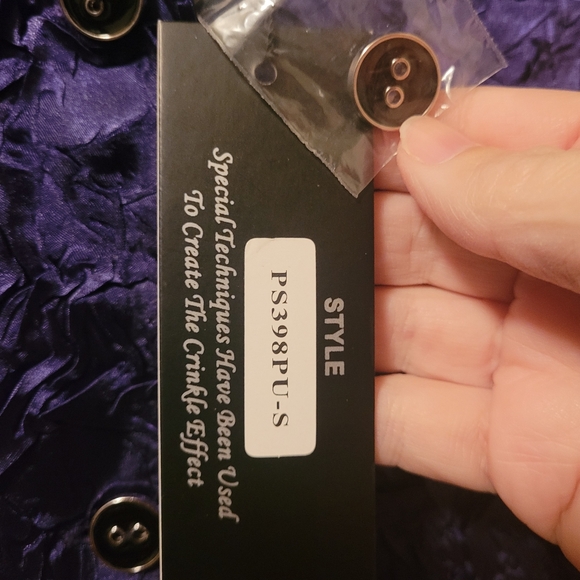 STYLE
PS398PU-S
Special Techniques Have Been Used
To Create The Crinkle Effect